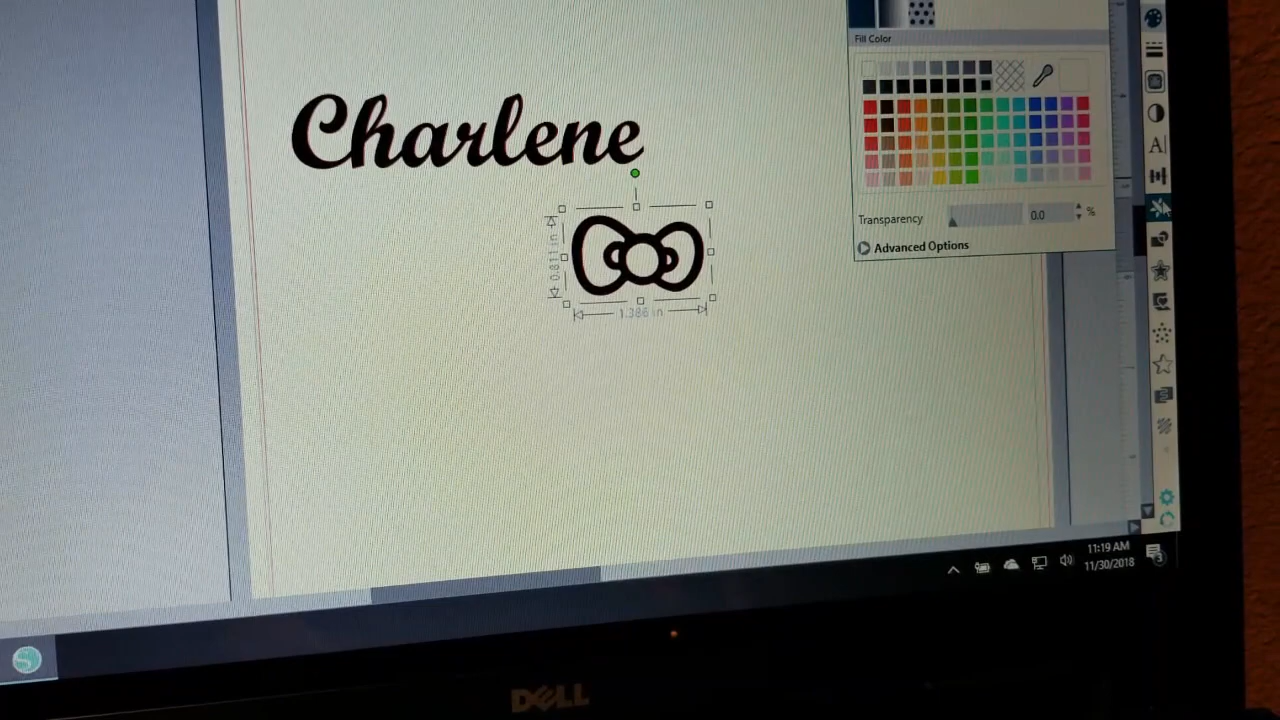 Fill Color
Charlene
Transparency
0.0
%
Advanced Options
0.811 in
1.386 in
A
S
11:19 AM
11/30/2018
3
DELL